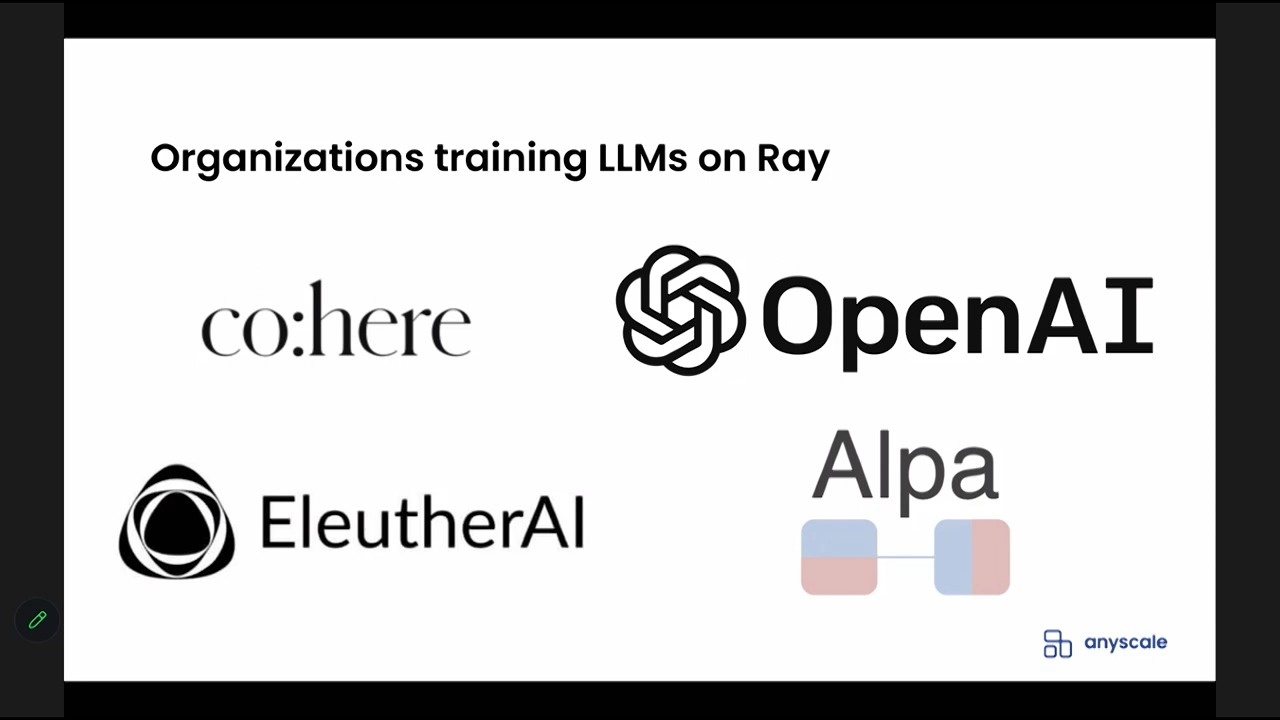 Organizations training LLMs on Ray
co:here
OpenAI
EleutherAI
Alpa
anyscale